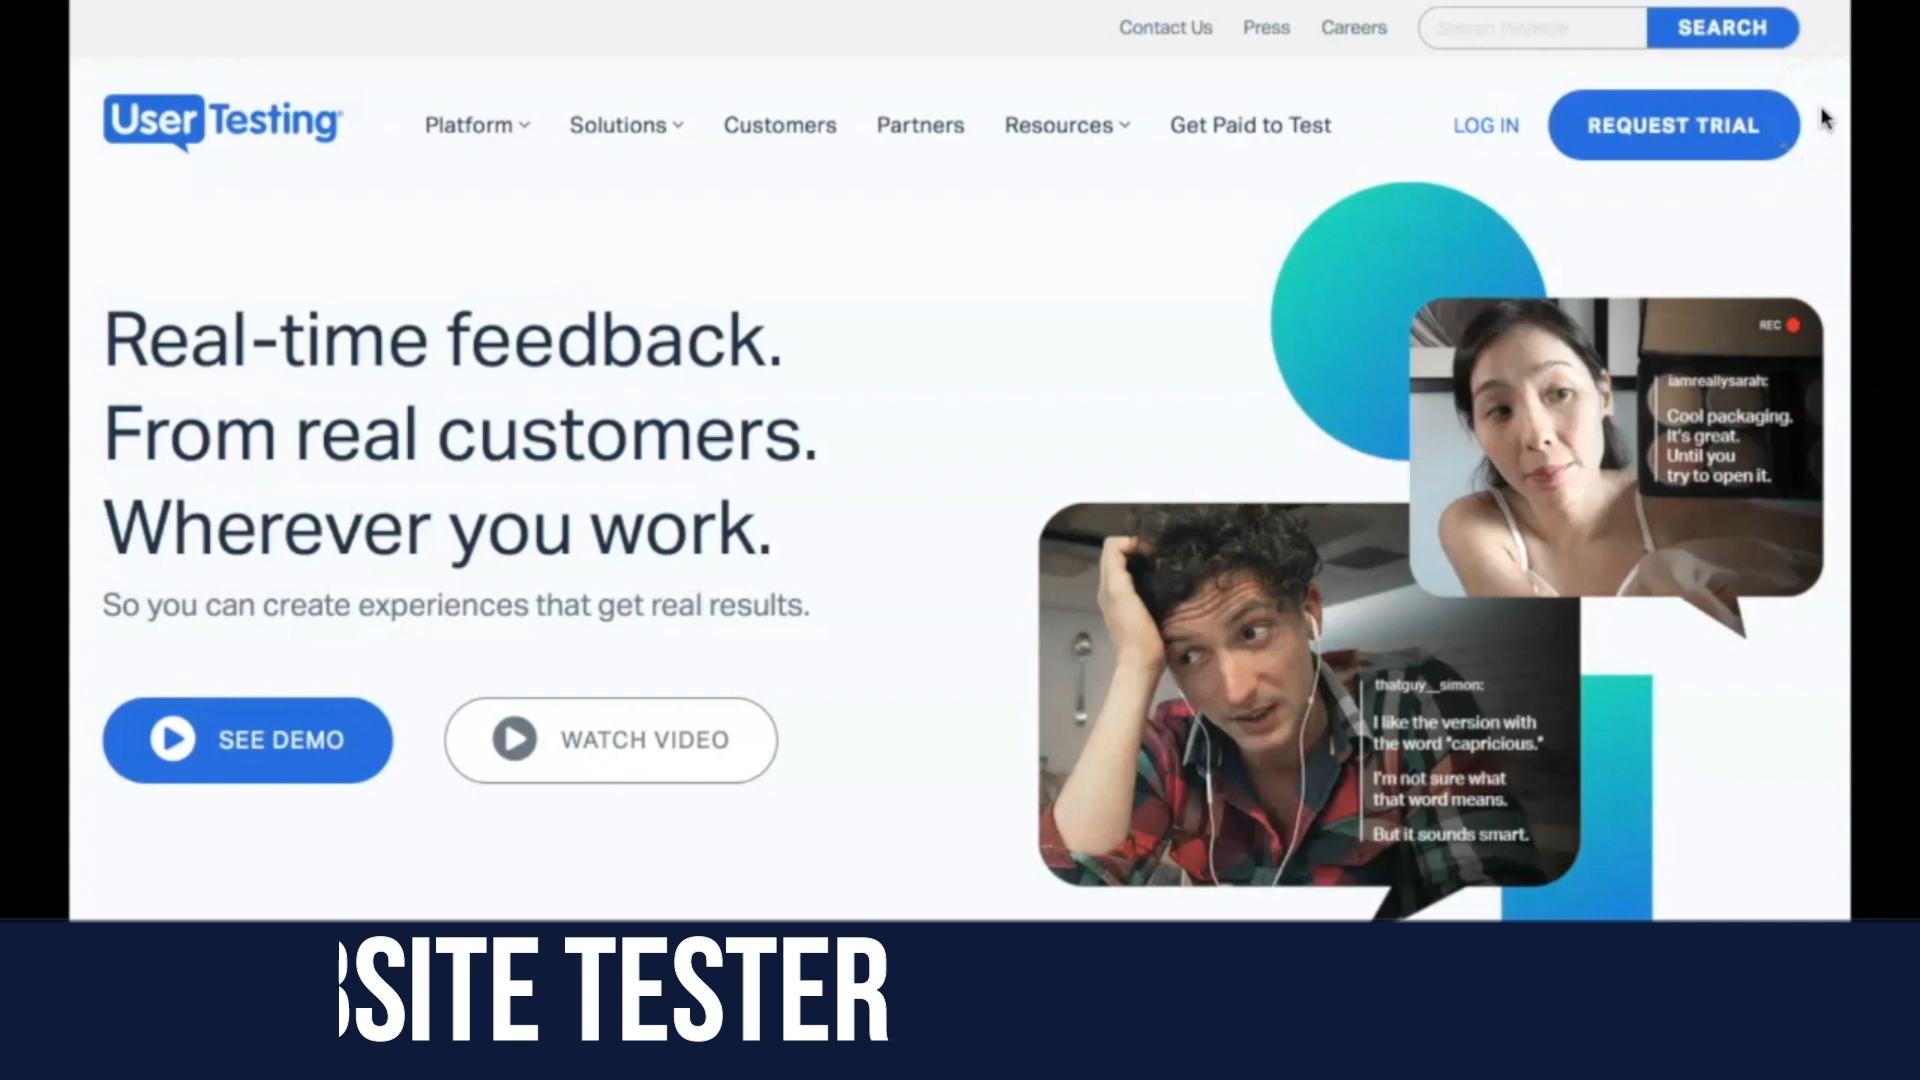 Contact Us Press Careers SEARCH
User Testing Platform Solutions Customers Partners Resources Get Paid to Test LOG IN REQUEST TRIAL
Real-time feedback.
From real customers.
Wherever you work.
So you can create experiences that get real results.
SEE DEMO WATCH VIDEO
REC
iamreallysarah:
Cool packaging.
It's great.
Until you
try to open it.
thatguy__simon:
I like the version with
the word "capricious."
I'm not sure what
that word means.
But it sounds smart.
SITE TESTER